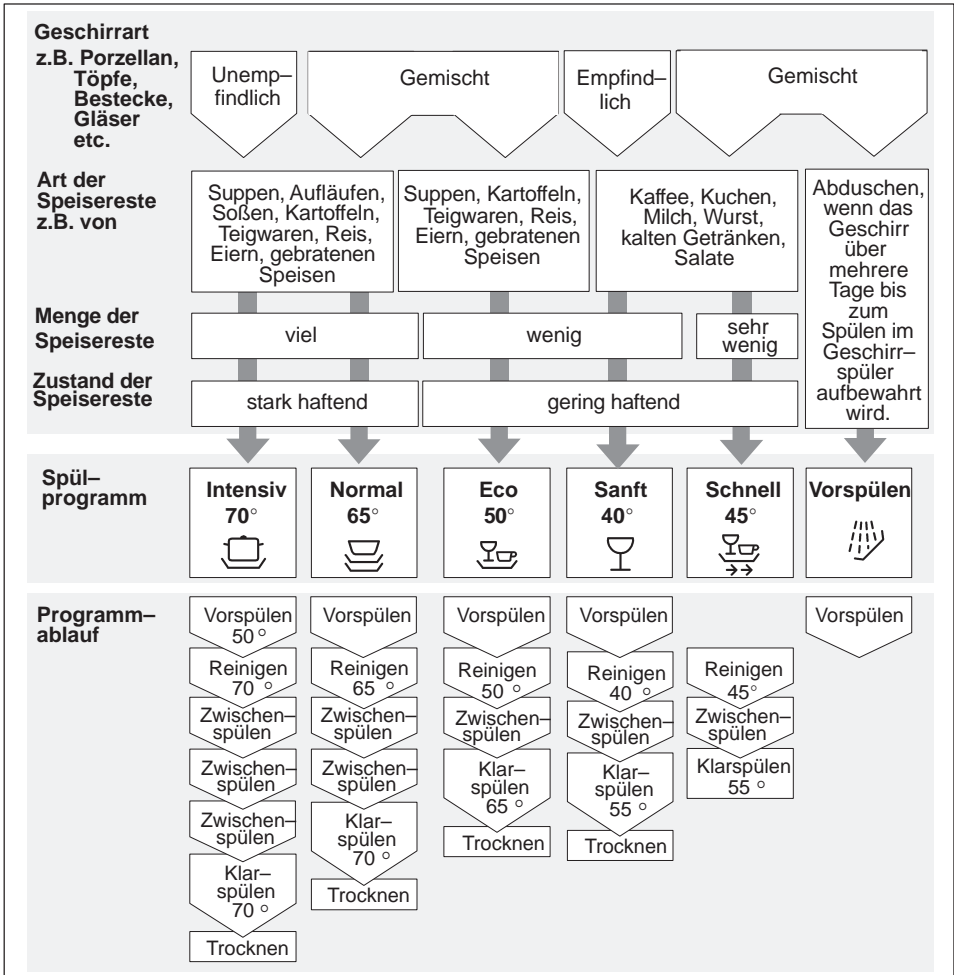 Geschirrart
z.B. Porzellan,
Töpfe,
Bestecke,
Gläser
etc.
Unemp–
findlich
Gemischt
Empfind–
lich
Gemischt
Art der
Speisereste
z.B. von
Suppen, Aufläufen,
Soßen, Kartoffeln,
Teigwaren, Reis,
Eiern, gebratenen
Speisen
Suppen, Kartoffeln,
Teigwaren, Reis,
Eiern, gebratenen
Speisen
Kaffee, Kuchen,
Milch, Wurst,
kalten Getränken,
Salate
Abduschen,
wenn das
Geschirr
über
mehrere
Tage bis
zum
Spülen im
Geschirr–
spüler
aufbewahrt
wird.
Menge der
Speisereste
viel
wenig
sehr
wenig
Zustand der
Speisereste
stark haftend
gering haftend
Spül–
programm
Intensiv
70°
Normal
65°
Eco
50°
Sanft
40°
Schnell
45°
Vorspülen
Programm–
ablauf
Vorspülen
50°
Reinigen
70 °
Zwischen–
spülen
Zwischen–
spülen
Zwischen–
spülen
Klar–
spülen
70 °
Trocknen
Vorspülen
Reinigen
65 °
Zwischen–
spülen
Zwischen–
spülen
Klar–
spülen
70 °
Trocknen
Vorspülen
Reinigen
50 °
Zwischen–
spülen
Klar–
spülen
65 °
Trocknen
Vorspülen
Reinigen
40 °
Zwischen–
spülen
Klar–
spülen
55 °
Trocknen
Reinigen
45°
Zwischen–
spülen
Klarspülen
55 °
Vorspülen